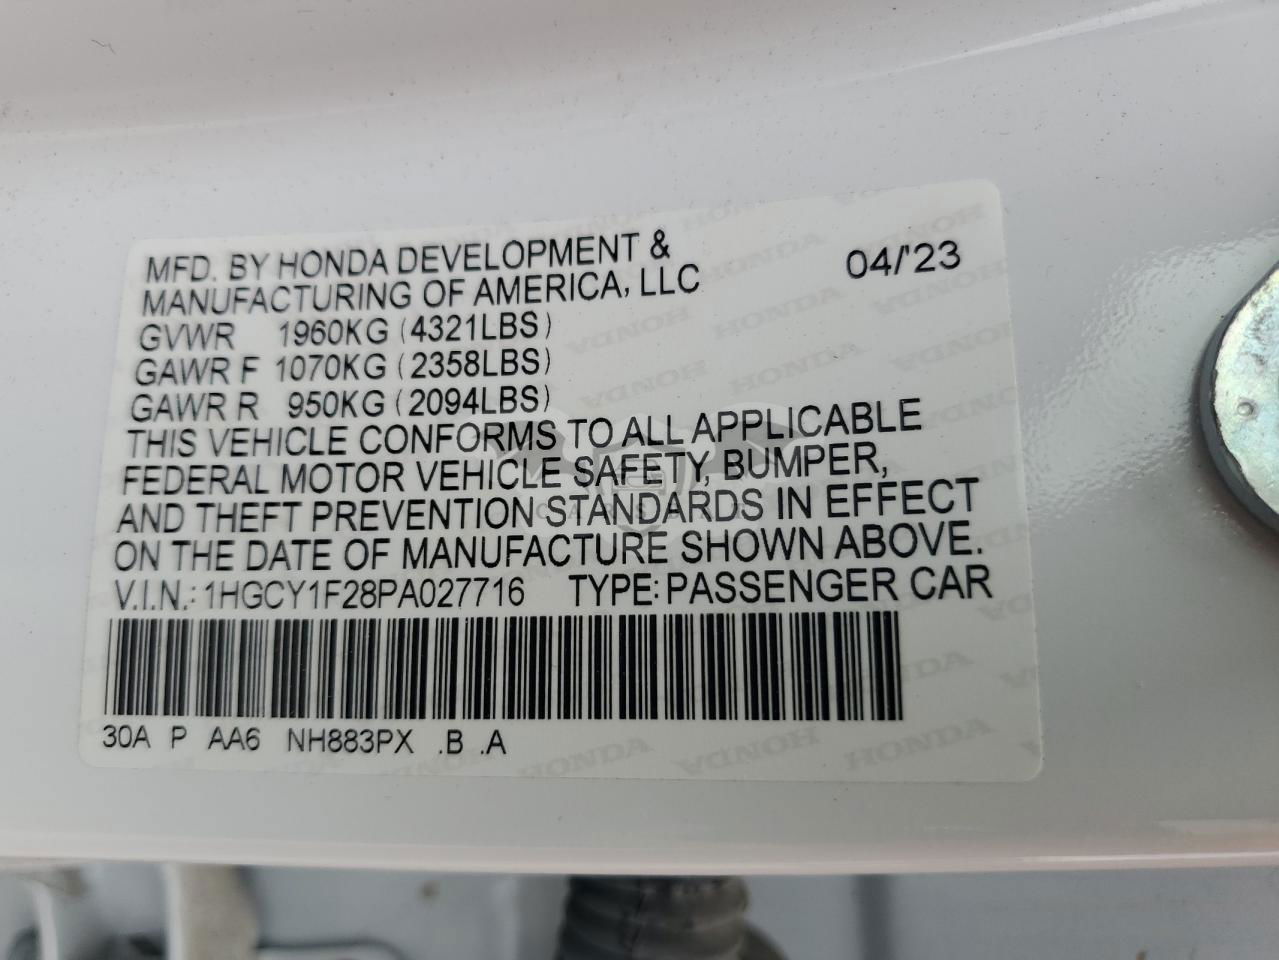 MFD. BY HONDA DEVELOPMENT &
MANUFACTURING OF AMERICA, LLC
04/'23
GVWR 1960KG (4321LBS)
GAWR F 1070KG (2358LBS)
GAWR R 950KG (2094LBS)
THIS VEHICLE CONFORMS TO ALL APPLICABLE
FEDERAL MOTOR VEHICLE SAFETY, BUMPER,
AND THEFT PREVENTION STANDARDS IN EFFECT
ON THE DATE OF MANUFACTURE SHOWN ABOVE.
V.I.N.: 1HGCY1F28PA027716 TYPE: PASSENGER CAR
30A P AA6 NH883PX .B .A